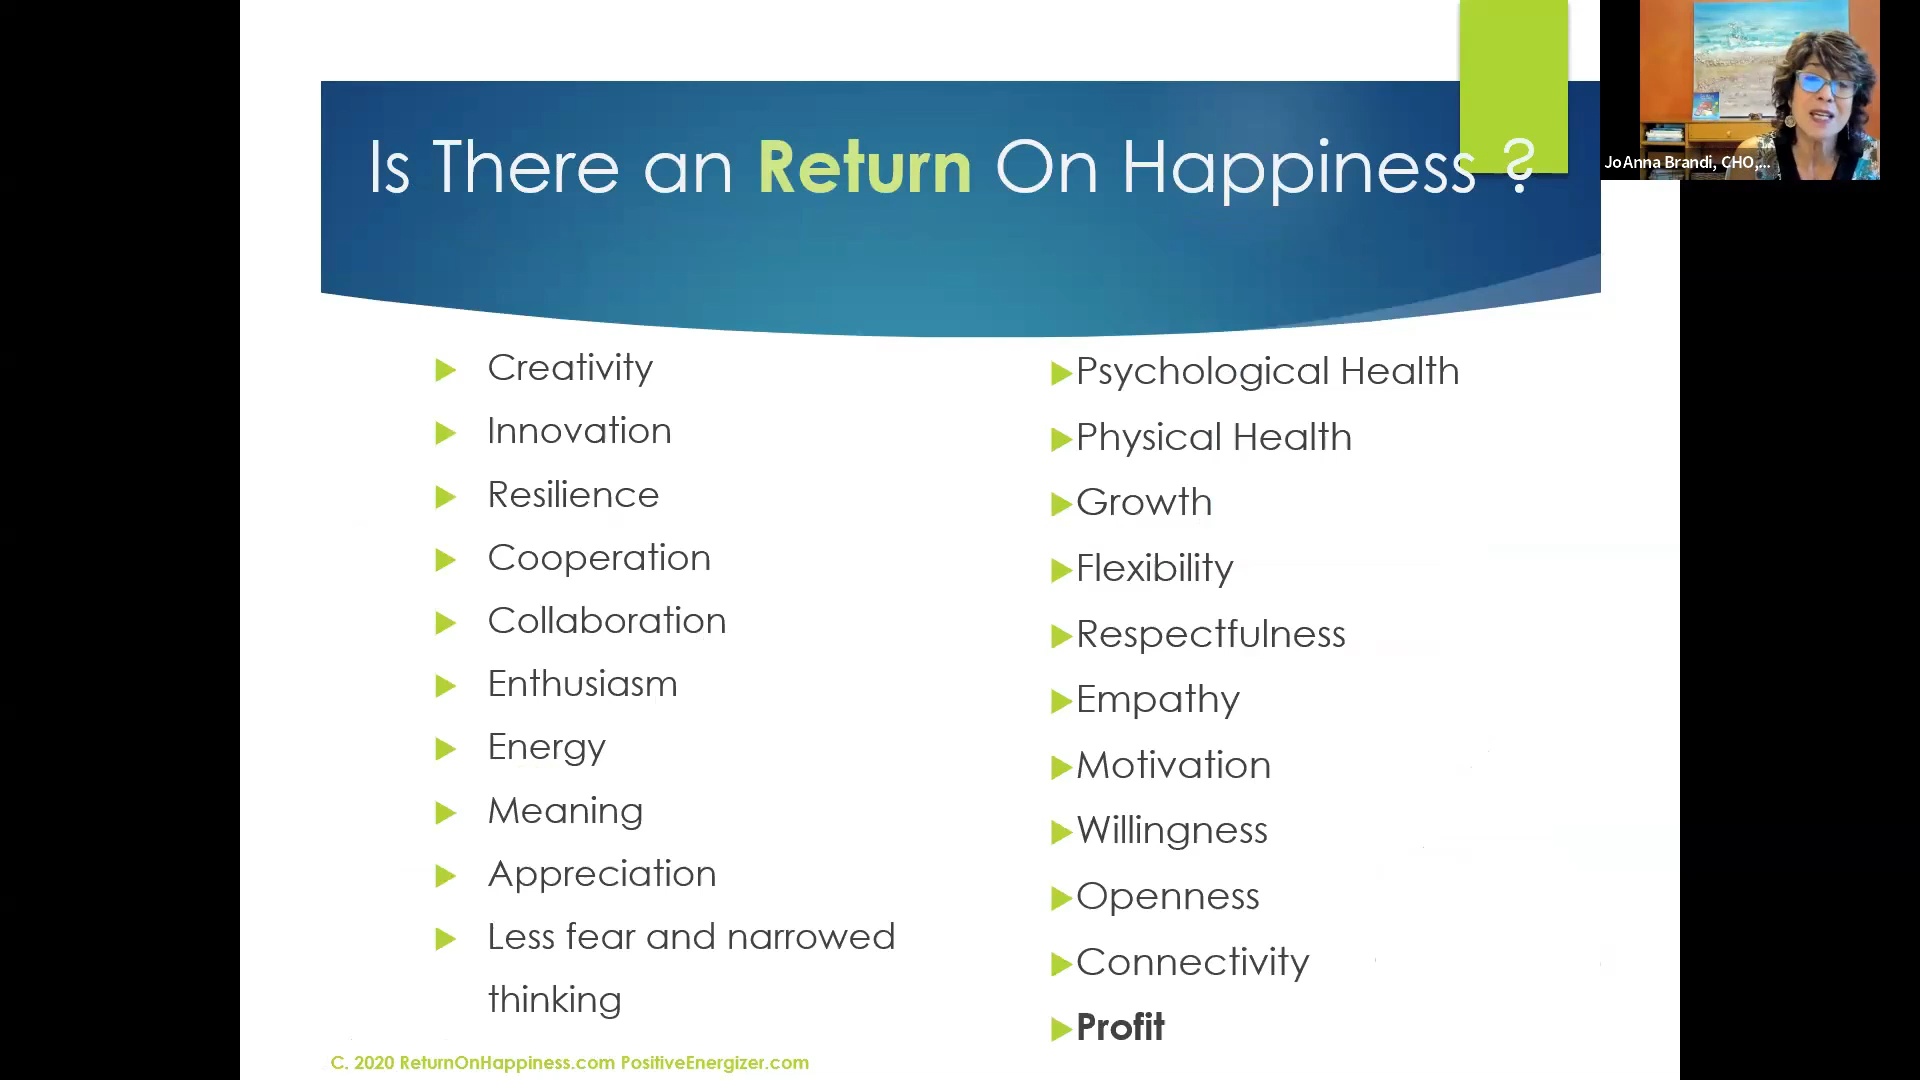 Is There an Return On Happiness ?
JoAnna Brandi, CHO,...
Creativity
Innovation
Resilience
Cooperation
Collaboration
Enthusiasm
Energy
Meaning
Appreciation
Less fear and narrowed
thinking
Psychological Health
Physical Health
Growth
Flexibility
Respectfulness
Empathy
Motivation
Willingness
Openness
Connectivity
Profit
C. 2020 ReturnOnHappiness.com PositiveEnergizer.com